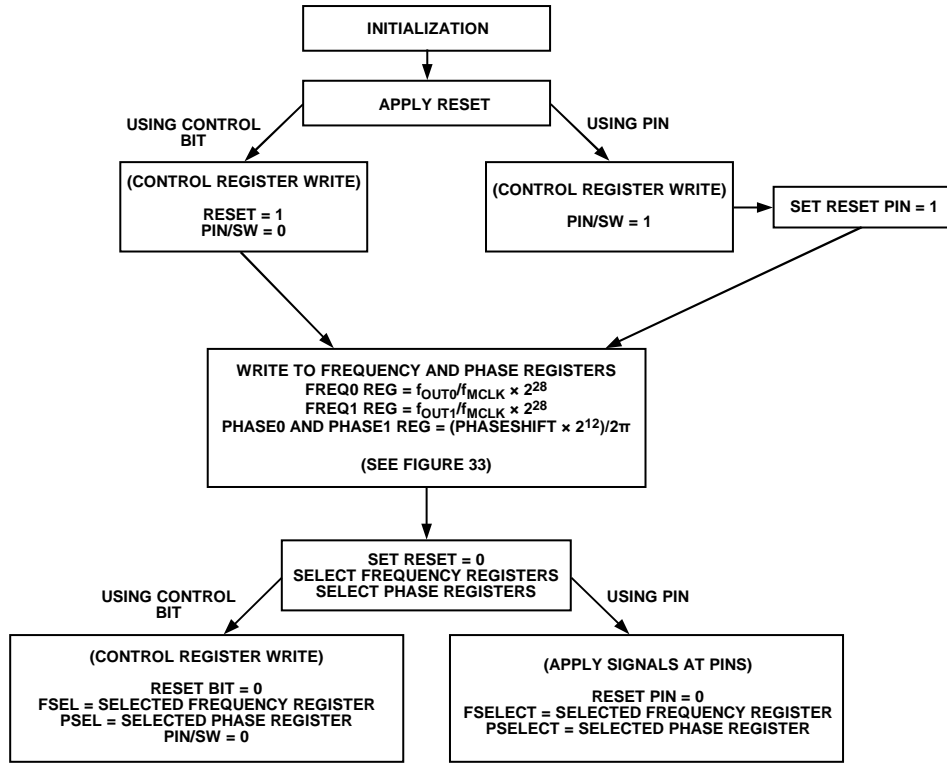 INITIALIZATION
APPLY RESET
USING CONTROL
BIT
USING PIN
(CONTROL REGISTER WRITE)
RESET = 1
PIN/SW = 0
(CONTROL REGISTER WRITE)
PIN/SW = 1
SET RESET PIN = 1
WRITE TO FREQUENCY AND PHASE REGISTERS
FREQ0 REG = fOUT0/fMCLK × 2^28
FREQ1 REG = fOUT1/fMCLK × 2^28
PHASE0 AND PHASE1 REG = (PHASESHIFT × 2^12)/2π
(SEE FIGURE 33)
SET RESET = 0
SELECT FREQUENCY REGISTERS
SELECT PHASE REGISTERS
USING CONTROL
BIT
USING PIN
(CONTROL REGISTER WRITE)
RESET BIT = 0
FSEL = SELECTED FREQUENCY REGISTER
PSEL = SELECTED PHASE REGISTER
PIN/SW = 0
(APPLY SIGNALS AT PINS)
RESET PIN = 0
FSELECT = SELECTED FREQUENCY REGISTER
PSELECT = SELECTED PHASE REGISTER